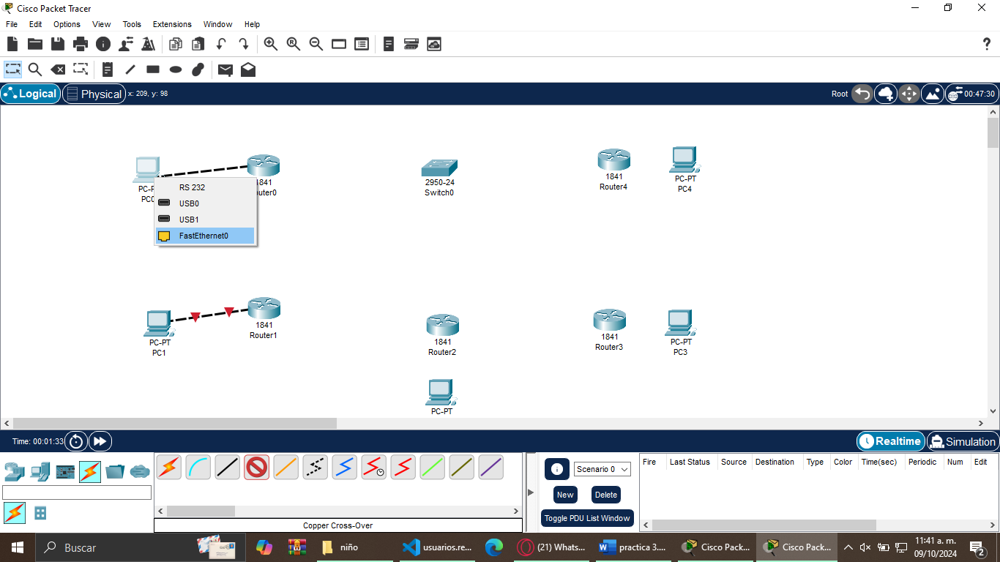 Cisco Packet Tracer
File Edit Options View Tools Extensions Window Help
?
Logical Physical x: 209, y: 98 Root 00:47:30
PC-P
PC0
1841
uter0
RS 232
USB0
USB1
FastEthernet0
2950-24
Switch0
1841
Router4
PC-PT
PC4
PC-PT
PC1
1841
Router1
1841
Router2
1841
Router3
PC-PT
PC3
PC-PT
Time: 00:01:33 Realtime Simulation
Scenario 0
New Delete
Toggle PDU List Window
Fire Last Status Source Destination Type Color Time(sec) Periodic Num Edit
Copper Cross-Over
Buscar niño usuarios.re... (21) Whats... practica 3.... Cisco Pack... Cisco Pack... 11:41 a. m.
09/10/2024 2